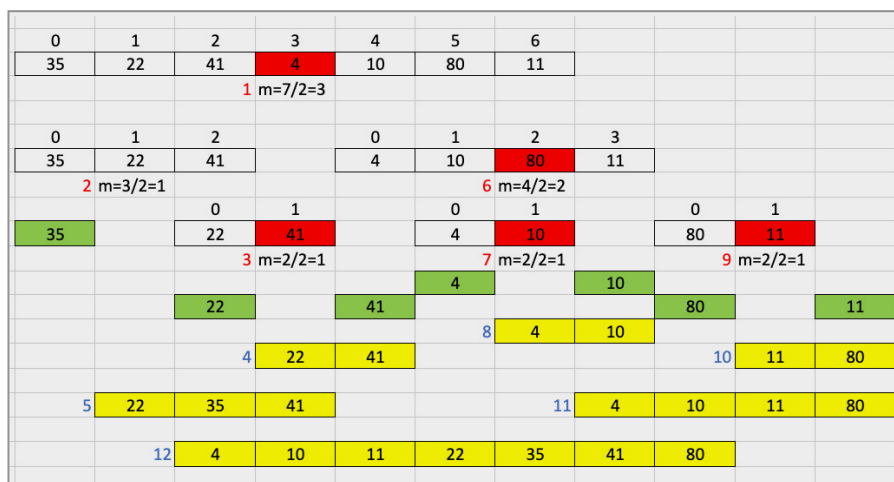 0 1 2 3 4 5 6
35 22 41 4 10 80 11
1 m=7/2=3
0 1 2 0 1 2 3
35 22 41 4 10 80 11
2 m=3/2=1 6 m=4/2=2
0 1 0 1 0 1
35 22 41 4 10 80 11
3 m=2/2=1 7 m=2/2=1 9 m=2/2=1
4 10
22 41 80 11
8 4 10
4 22 41 10 11 80
5 22 35 41 11 4 10 11 80
12 4 10 11 22 35 41 80